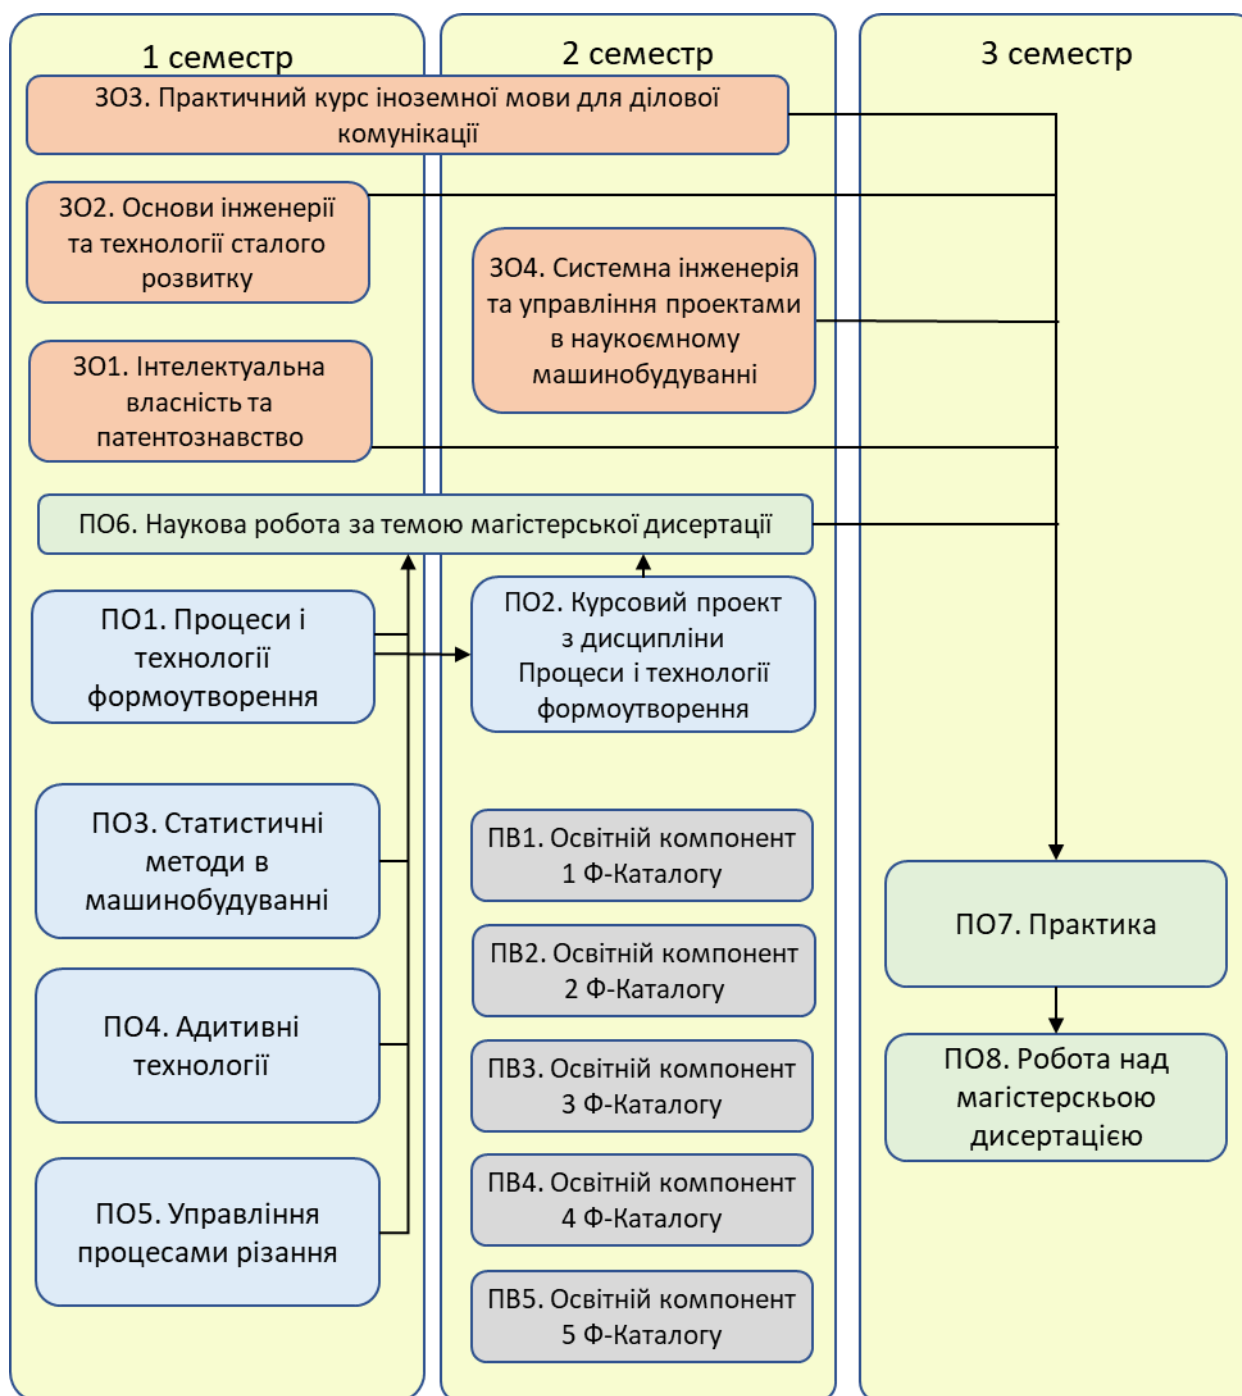 1 семестр
2 семестр
3 семестр
ЗО3. Практичний курс іноземної мови для ділової
комунікації
ЗО2. Основи інженерії
та технології сталого
розвитку
ЗО4. Системна інженерія
та управління проектами
в наукоємному
машинобудуванні
ЗО1. Інтелектуальна
власність та
патентознавство
ПО6. Наукова робота за темою магістерської дисертації
ПО1. Процеси і
технології
формоутворення
ПО2. Курсовий проект
з дисципліни
Процеси і технології
формоутворення
ПО3. Статистичні
методи в
машинобудуванні
ПО4. Адитивні
технології
ПО5. Управління
процесами різання
ПВ1. Освітній компонент
1 Ф-Каталогу
ПВ2. Освітній компонент
2 Ф-Каталогу
ПВ3. Освітній компонент
3 Ф-Каталогу
ПВ4. Освітній компонент
4 Ф-Каталогу
ПВ5. Освітній компонент
5 Ф-Каталогу
ПО7. Практика
ПО8. Робота над
магістерскьою
дисертацією